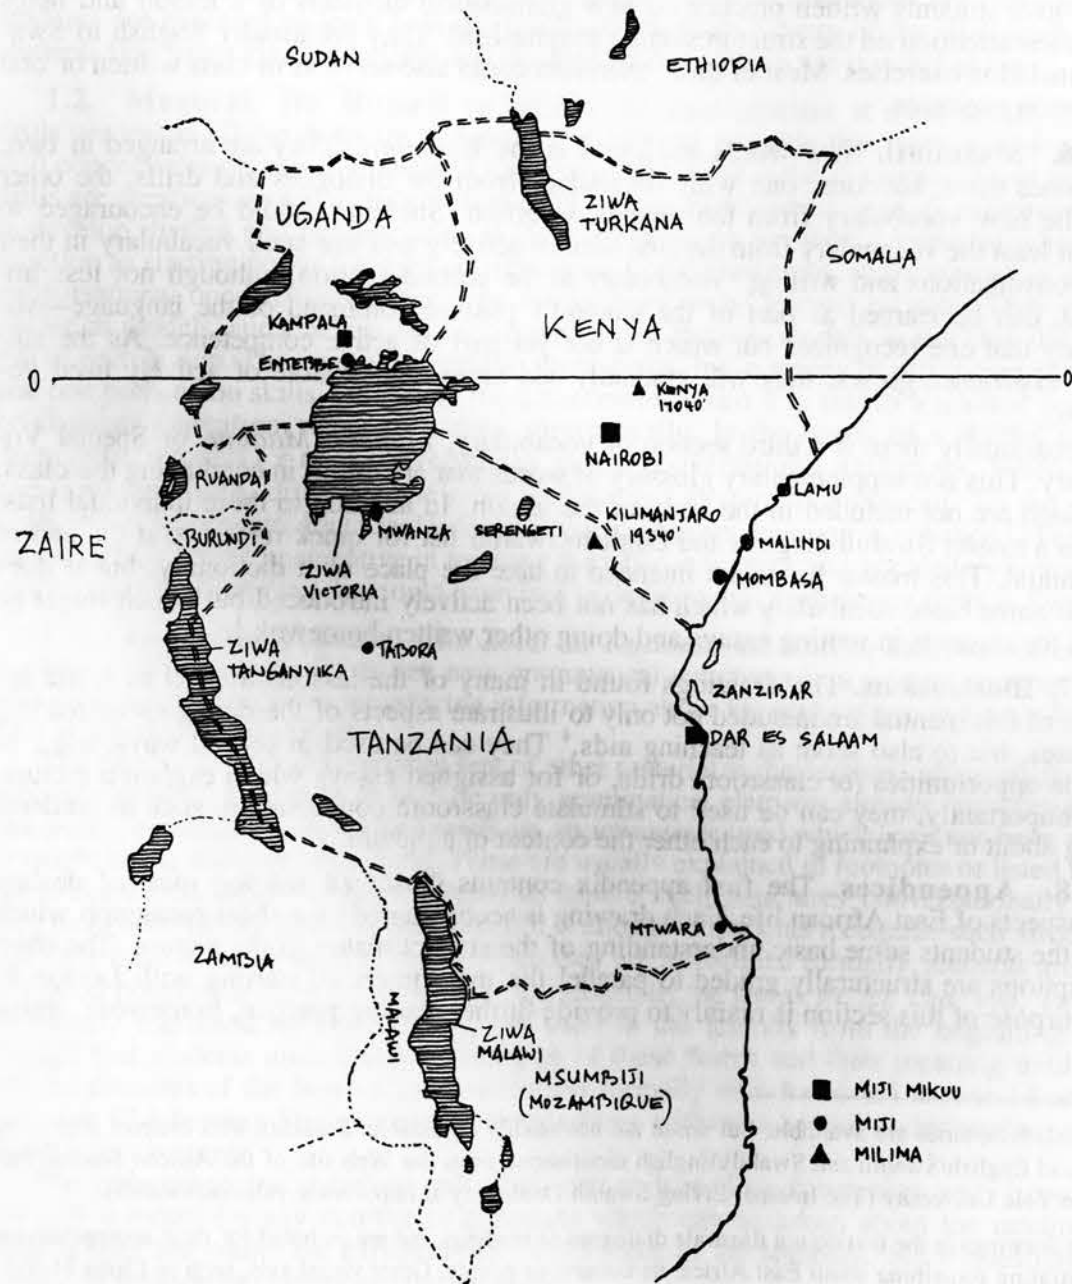 SUDAN
ETHIOPIA
UGANDA
ZIWA
TURKANA
SOMALIA
KAMPALA
KENYA
ENTEBBE
0
0
KENYA
17040
NAIROBI
RUANDA
LAMU
KILIMANJARO
19340
MWANZA
SERENGETI
ZAIRE
BURUNDI
MALINDI
ZIWA
VICTORIA
MOMBASA
ZIWA
TANGANYIKA
TABORA
ZANZIBAR
TANZANIA
DAR ES SALAAM
MTWARA
ZAMBIA
MALAWI
ZIWA
MALAWI
MSUMBIJI
(MOZAMBIQUE)
MIJI MIKUU
MIJI
MILIMA